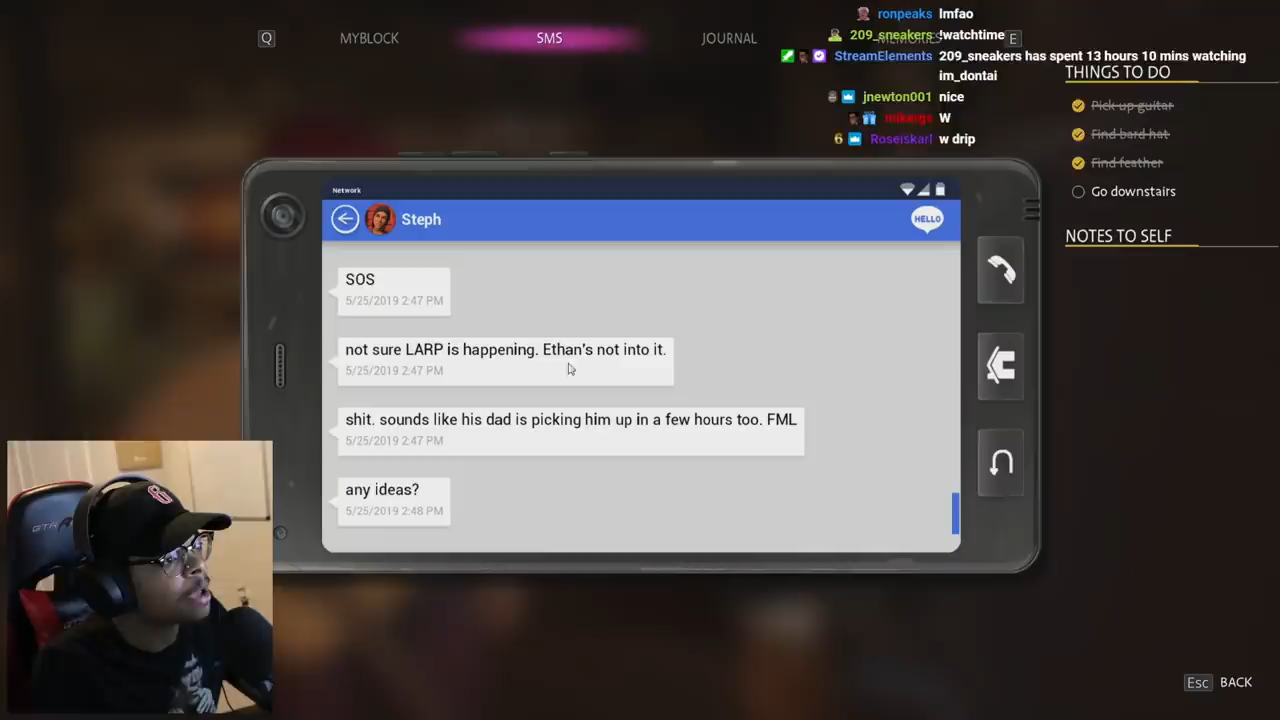 Q
MYBLOCK
SMS
JOURNAL
E
ronpeaks lmfao
209_sneakers !watchtime
StreamElements 209_sneakers has spent 13 hours 10 mins watching
im_dontai
jnewton001 nice
W
6 Roseiskarl w drip
THINGS TO DO
Pick up guitar
Find bard hat
Find feather
Go downstairs
NOTES TO SELF
Network
Steph
HELLO
SOS
5/25/2019 2:47 PM
not sure LARP is happening. Ethan's not into it.
5/25/2019 2:47 PM
shit. sounds like his dad is picking him up in a few hours too. FML
5/25/2019 2:47 PM
any ideas?
5/25/2019 2:48 PM
GTR
Esc BACK